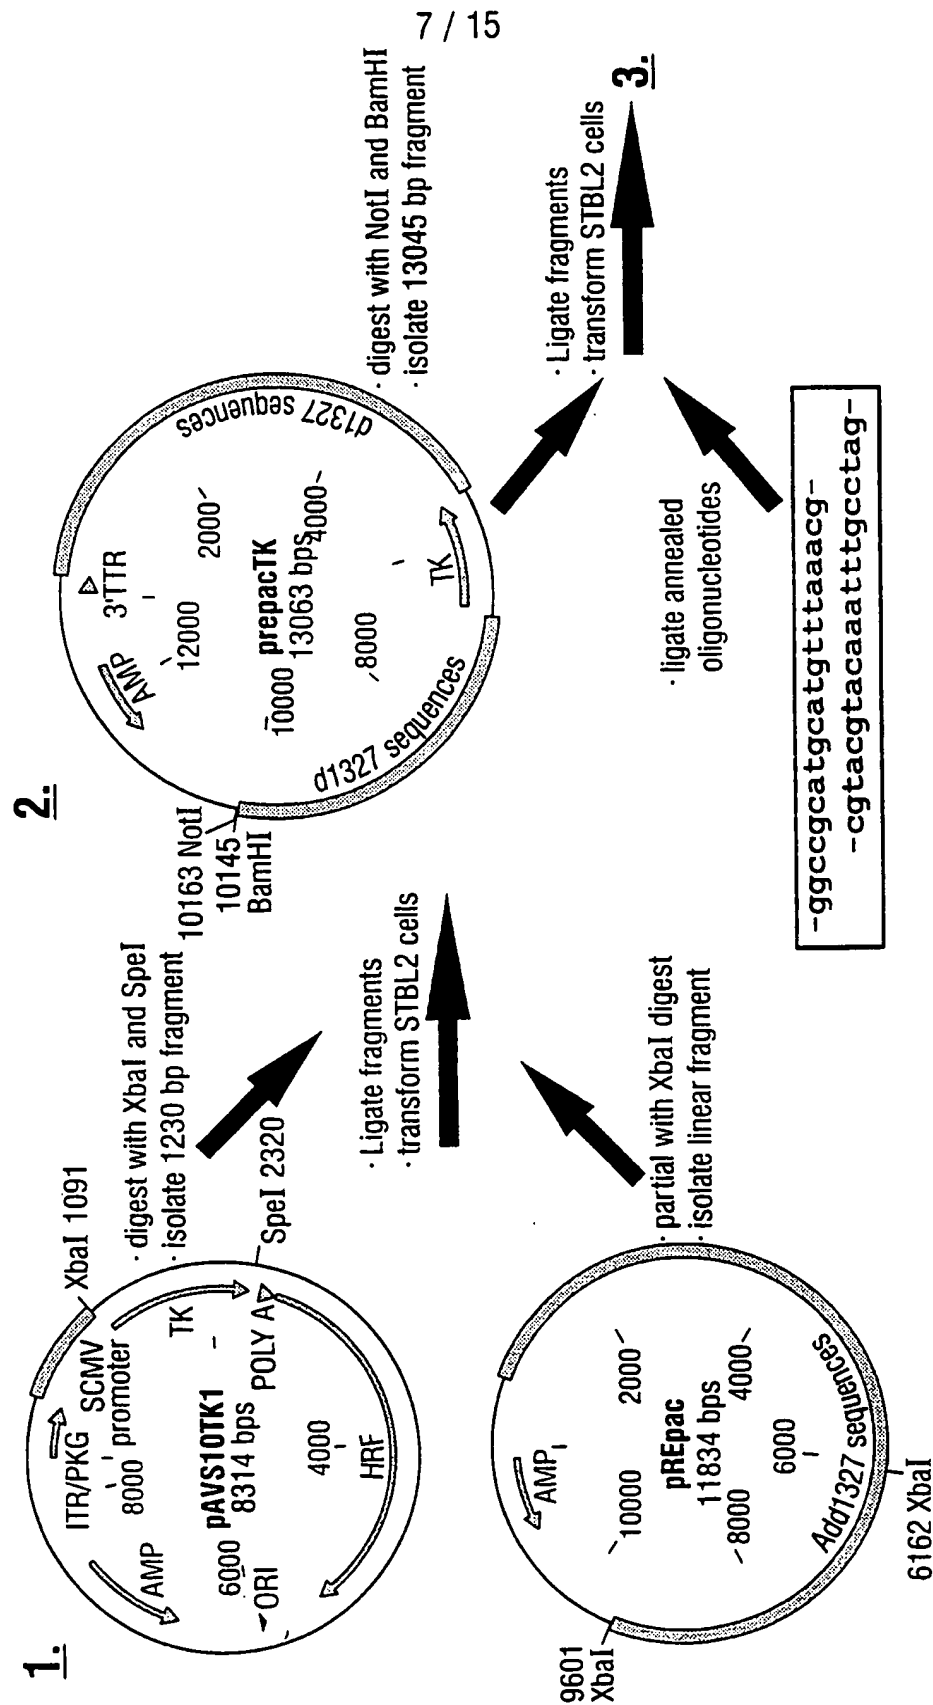 7 / 15
1.
ITR/PKG
SCMV
promoter
XbaI 1091
8000
AMP
pAVS10TK1
8314 bps
6000
ORI
TK
POLY A
SpeI 2320
4000
HRF
· digest with XbaI and SpeI
· isolate 1230 bp fragment
AMP
10000
2000
pREpac
11834 bps
8000
4000
6000
Add1327 sequences
9601
XbaI
6162 XbaI
· partial with XbaI digest
· isolate linear fragment
· Ligate fragments
· transform STBL2 cells
2.
AMP
3'TTR
12000
2000
prepacTK
13063 bps
10000
4000
8000
TK
d1327 sequences
d1327 sequences
10163 NotI
10145
BamHI
· digest with NotI and BamHI
· isolate 13045 bp fragment
· ligate annealed
oligonucleotides
-ggccgcatgcatgtttaaacg-
-cgtacgtacaaatttgcctag-
· Ligate fragments
· transform STBL2 cells
3.